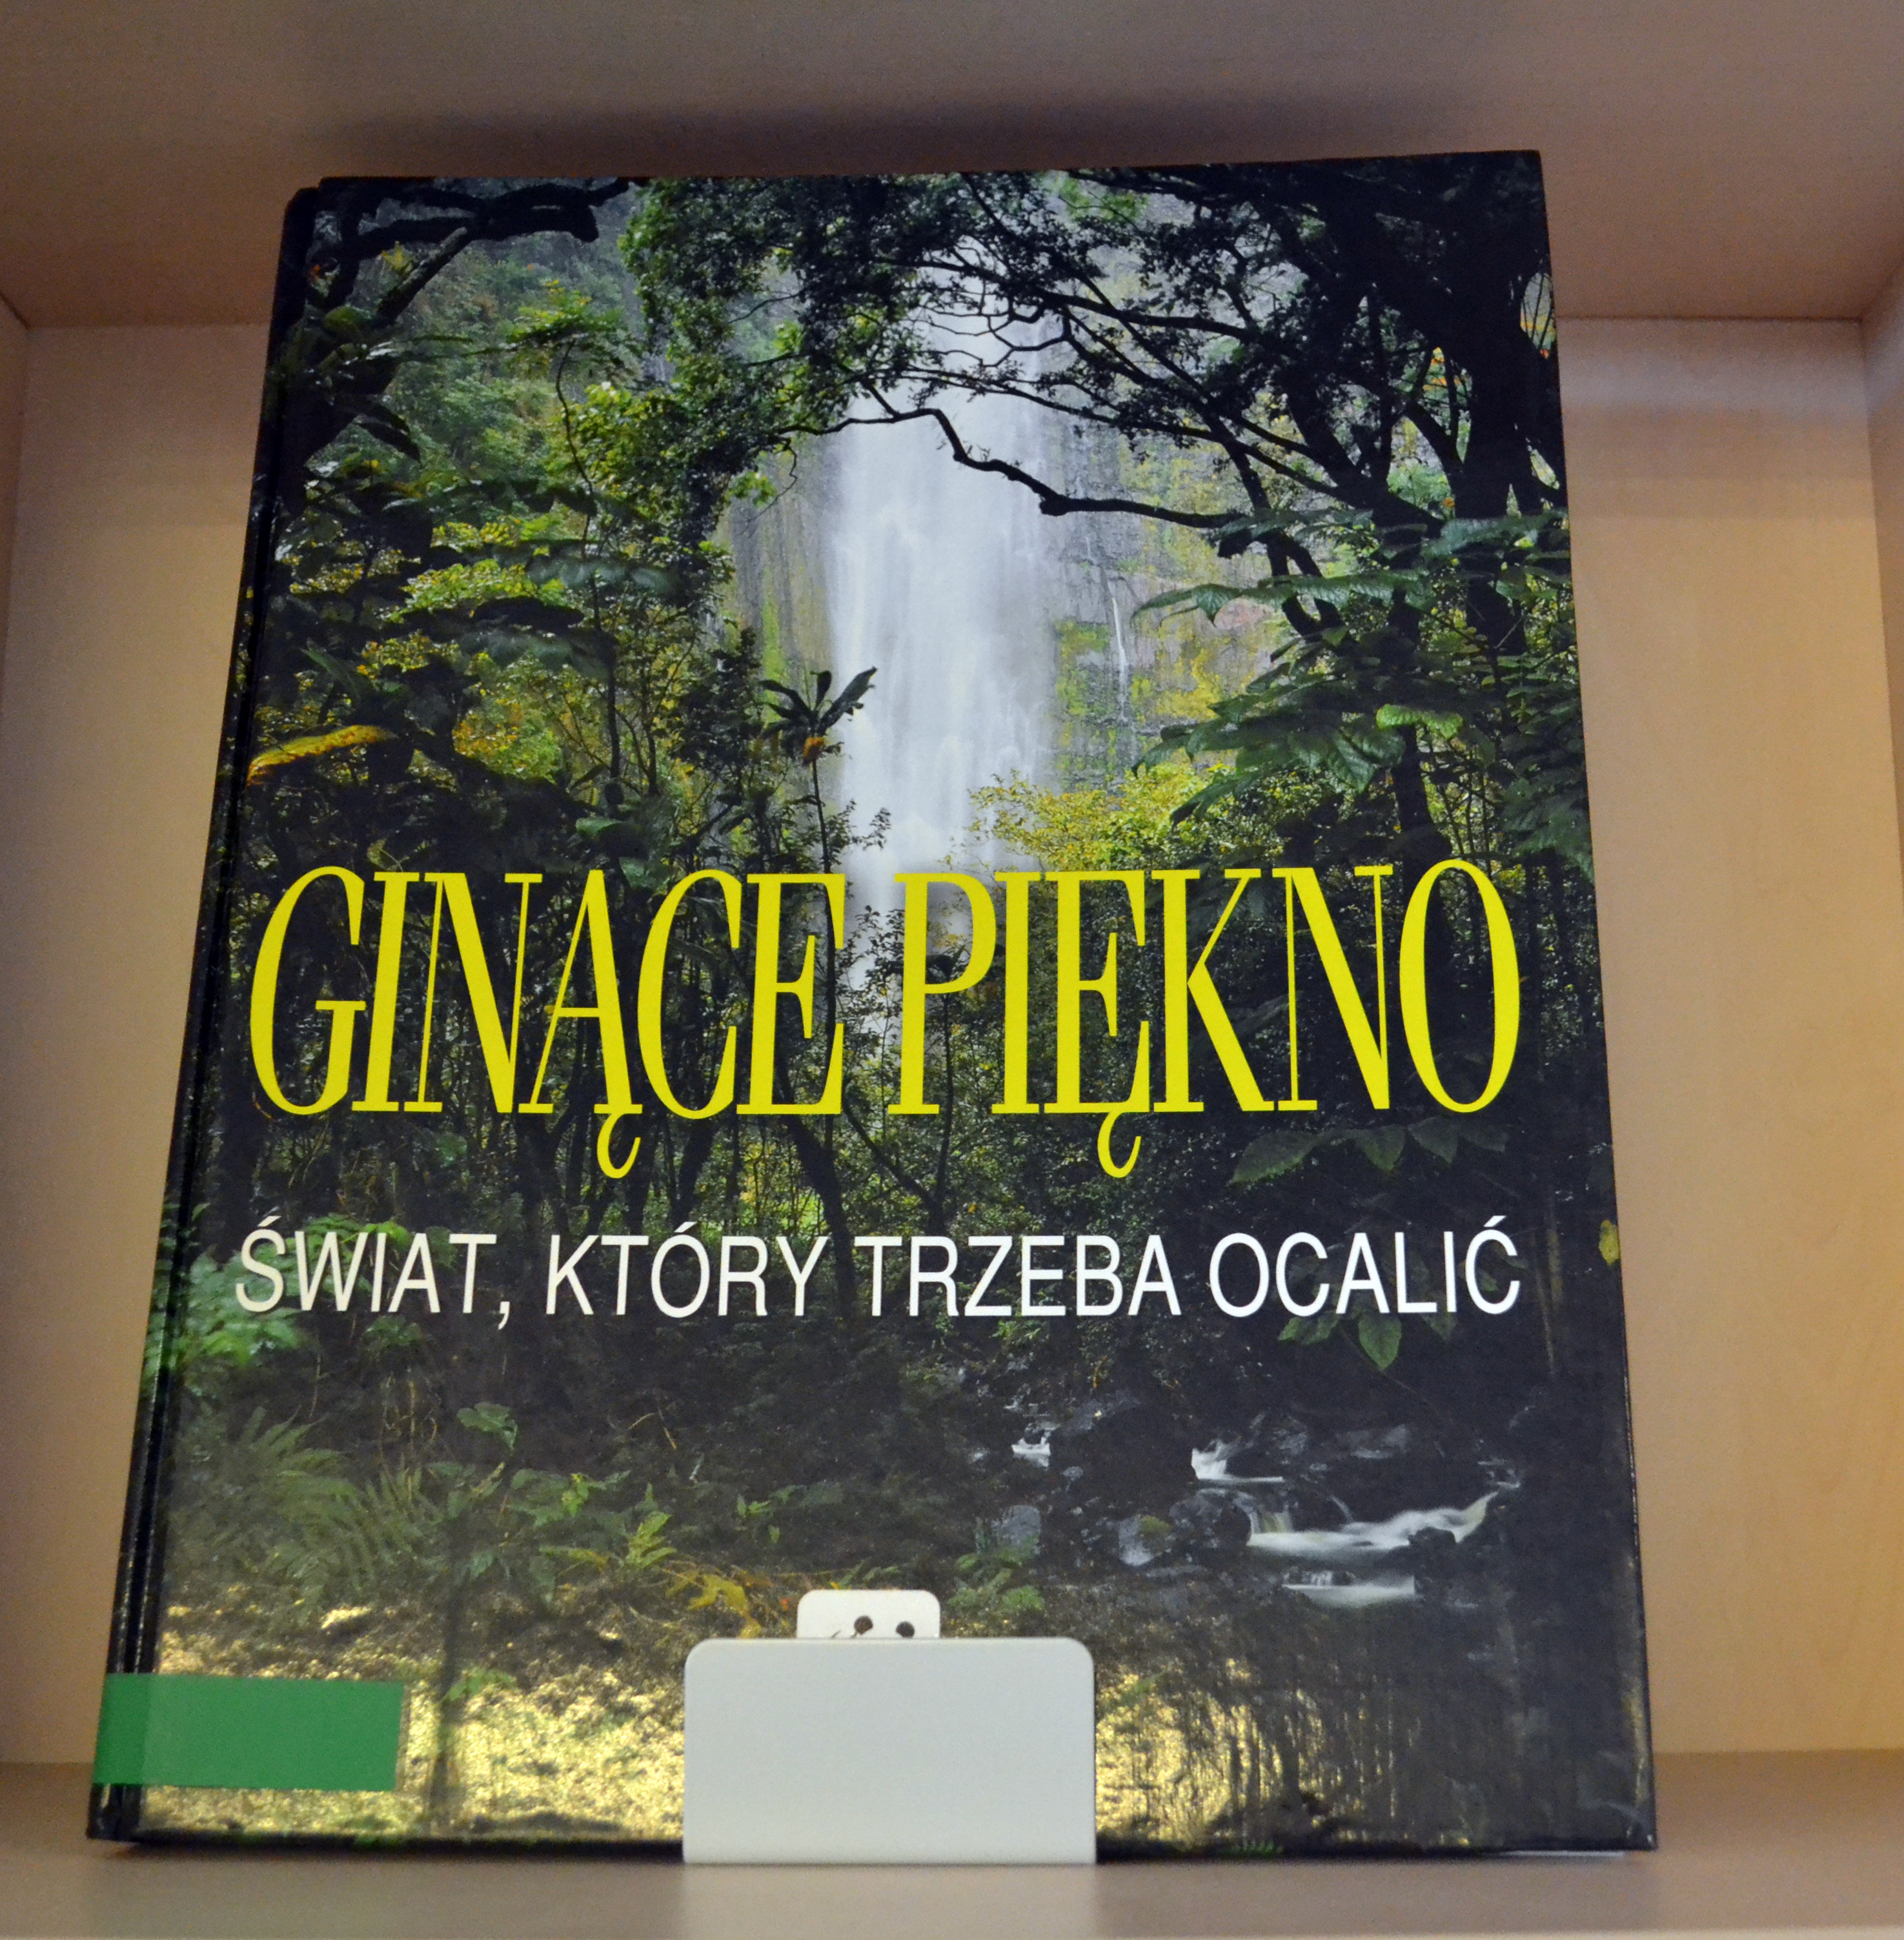 GINĄCE PIĘKNO
ŚWIAT, KTÓRY TRZEBA OCALIĆ